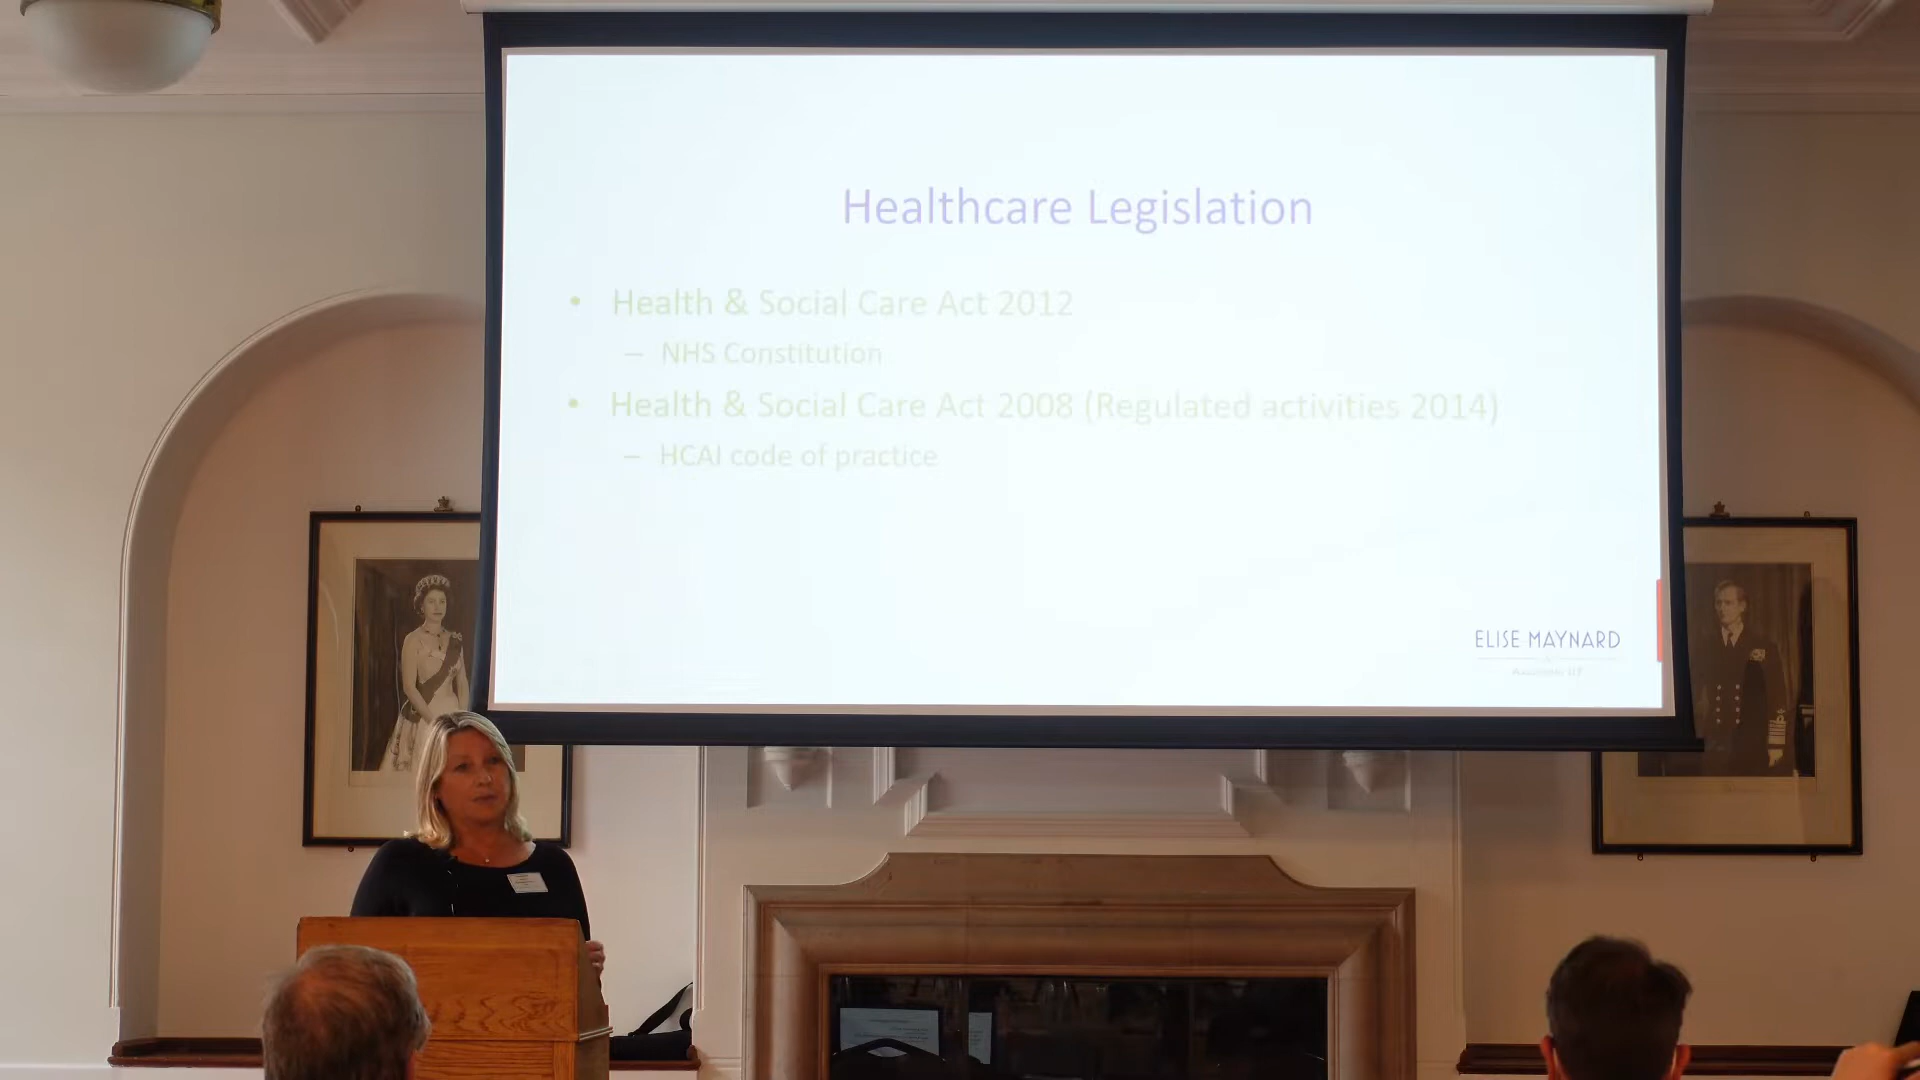 Healthcare Legislation
• Health & Social Care Act 2012
– NHS Constitution
• Health & Social Care Act 2008 (Regulated activities 2014)
– HCAI code of practice
ELISE MAYNARD